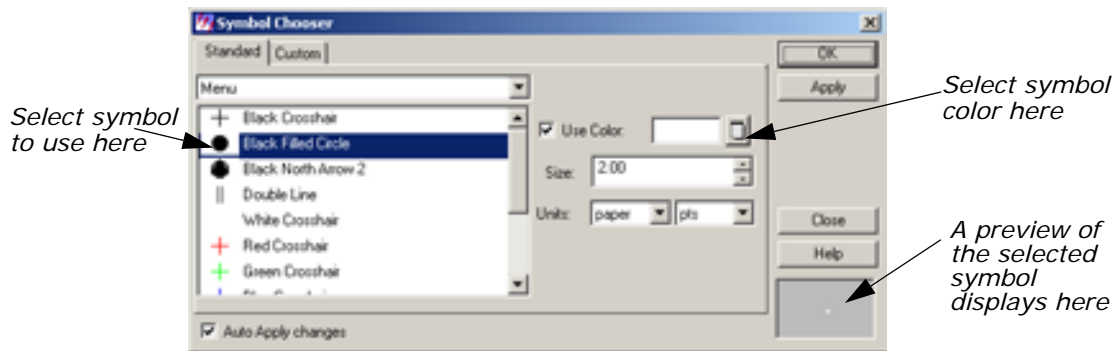 Symbol Chooser
Standard Custom
OK
Menu
Apply
Select symbol
to use here
Select symbol
color here
Black Crosshair
Black Filled Circle
Black North Arrow 2
Double Line
White Crosshair
Red Crosshair
Green Crosshair
Use Color:
Size: 2.00
Units: paper pts
Close
Help
A preview of
the selected
symbol
displays here
Auto Apply changes